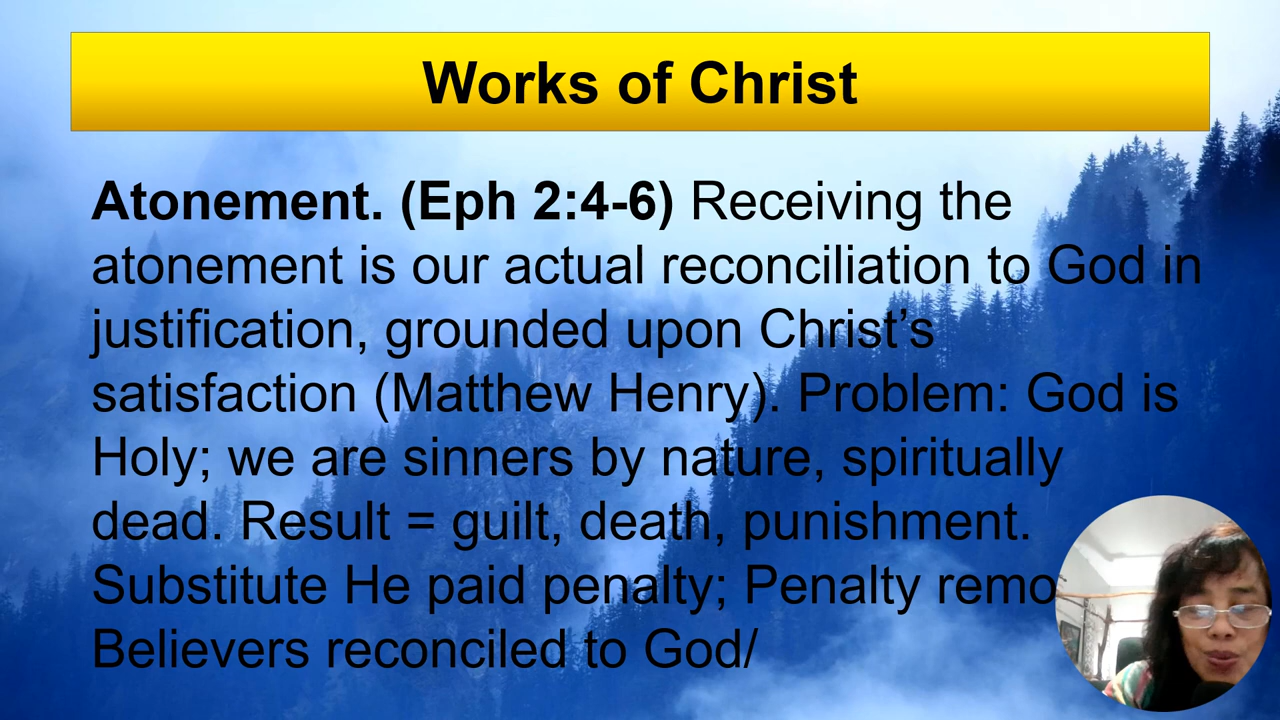 Works of Christ
Atonement. (Eph 2:4-6) Receiving the
atonement is our actual reconciliation to God in
justification, grounded upon Christ’s
satisfaction (Matthew Henry). Problem: God is
Holy; we are sinners by nature, spiritually
dead. Result = guilt, death, punishment.
Substitute He paid penalty; Penalty remo
Believers reconciled to God/